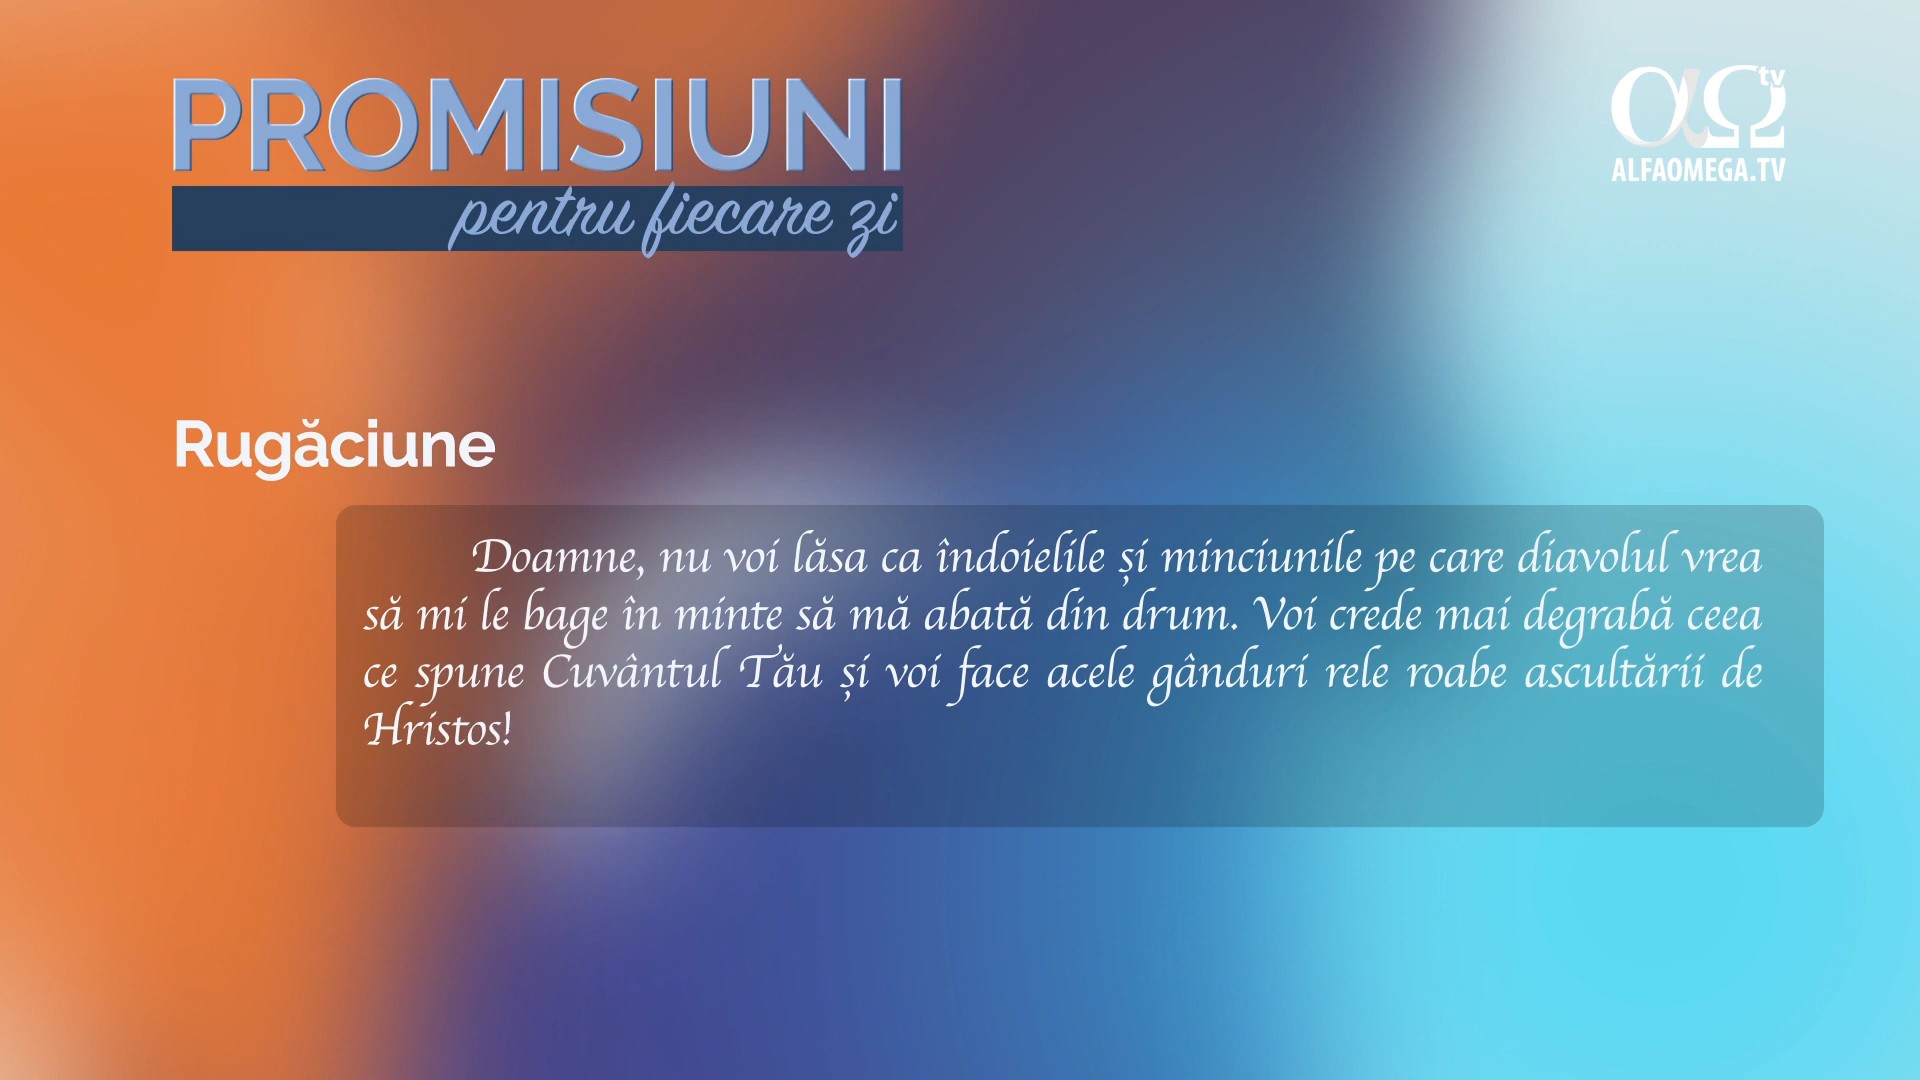 PROMISIUNI
pentru fiecare zi
αΩ tv
ALFAOMEGA.TV
Rugăciune
Doamne, nu voi lăsa ca îndoielile și minciunile pe care diavolul vrea
să mi le bage în minte să mă abată din drum. Voi crede mai degrabă ceea
ce spune Cuvântul Tău și voi face acele gânduri rele roabe ascultării de
Hristos!